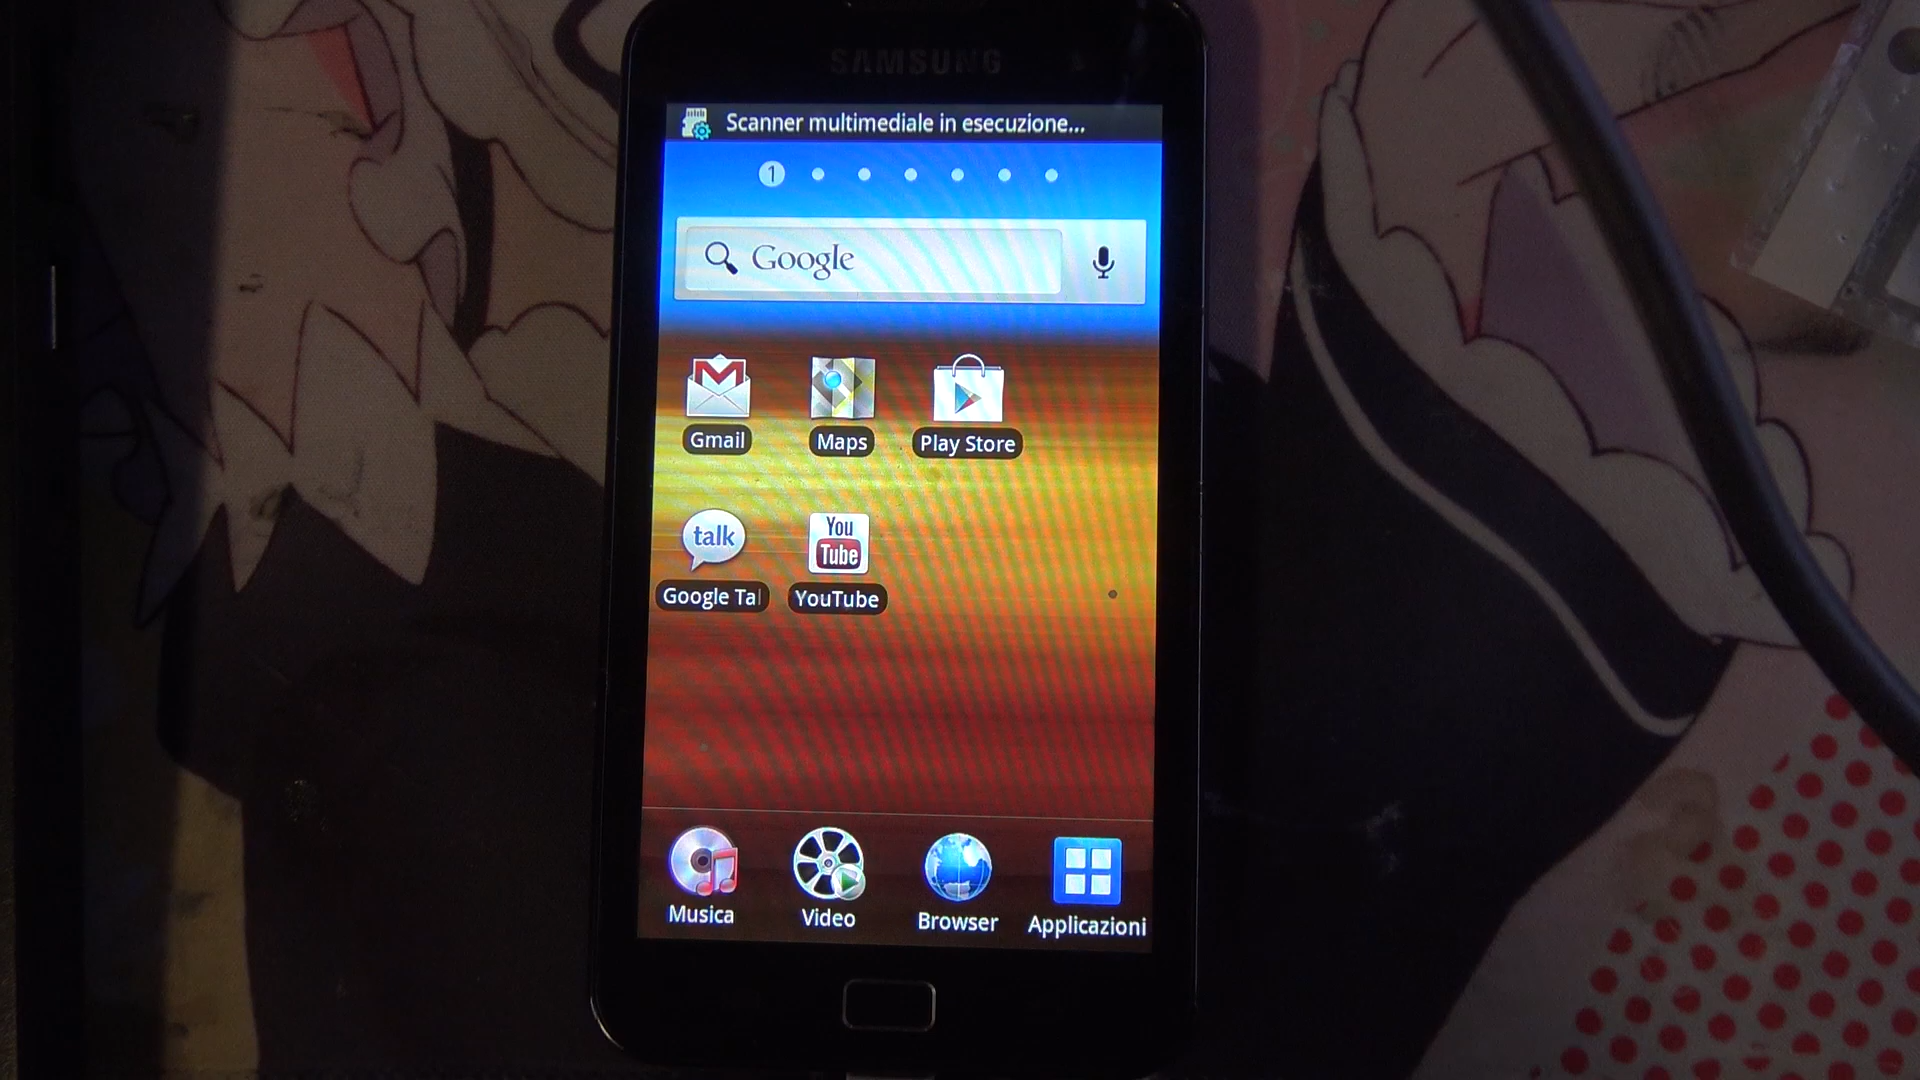 SAMSUNG
Scanner multimediale in esecuzione...
1
Google
Gmail
Maps
Play Store
talk
You
Tube
Google Tal
YouTube
Musica
Video
Browser
Applicazioni